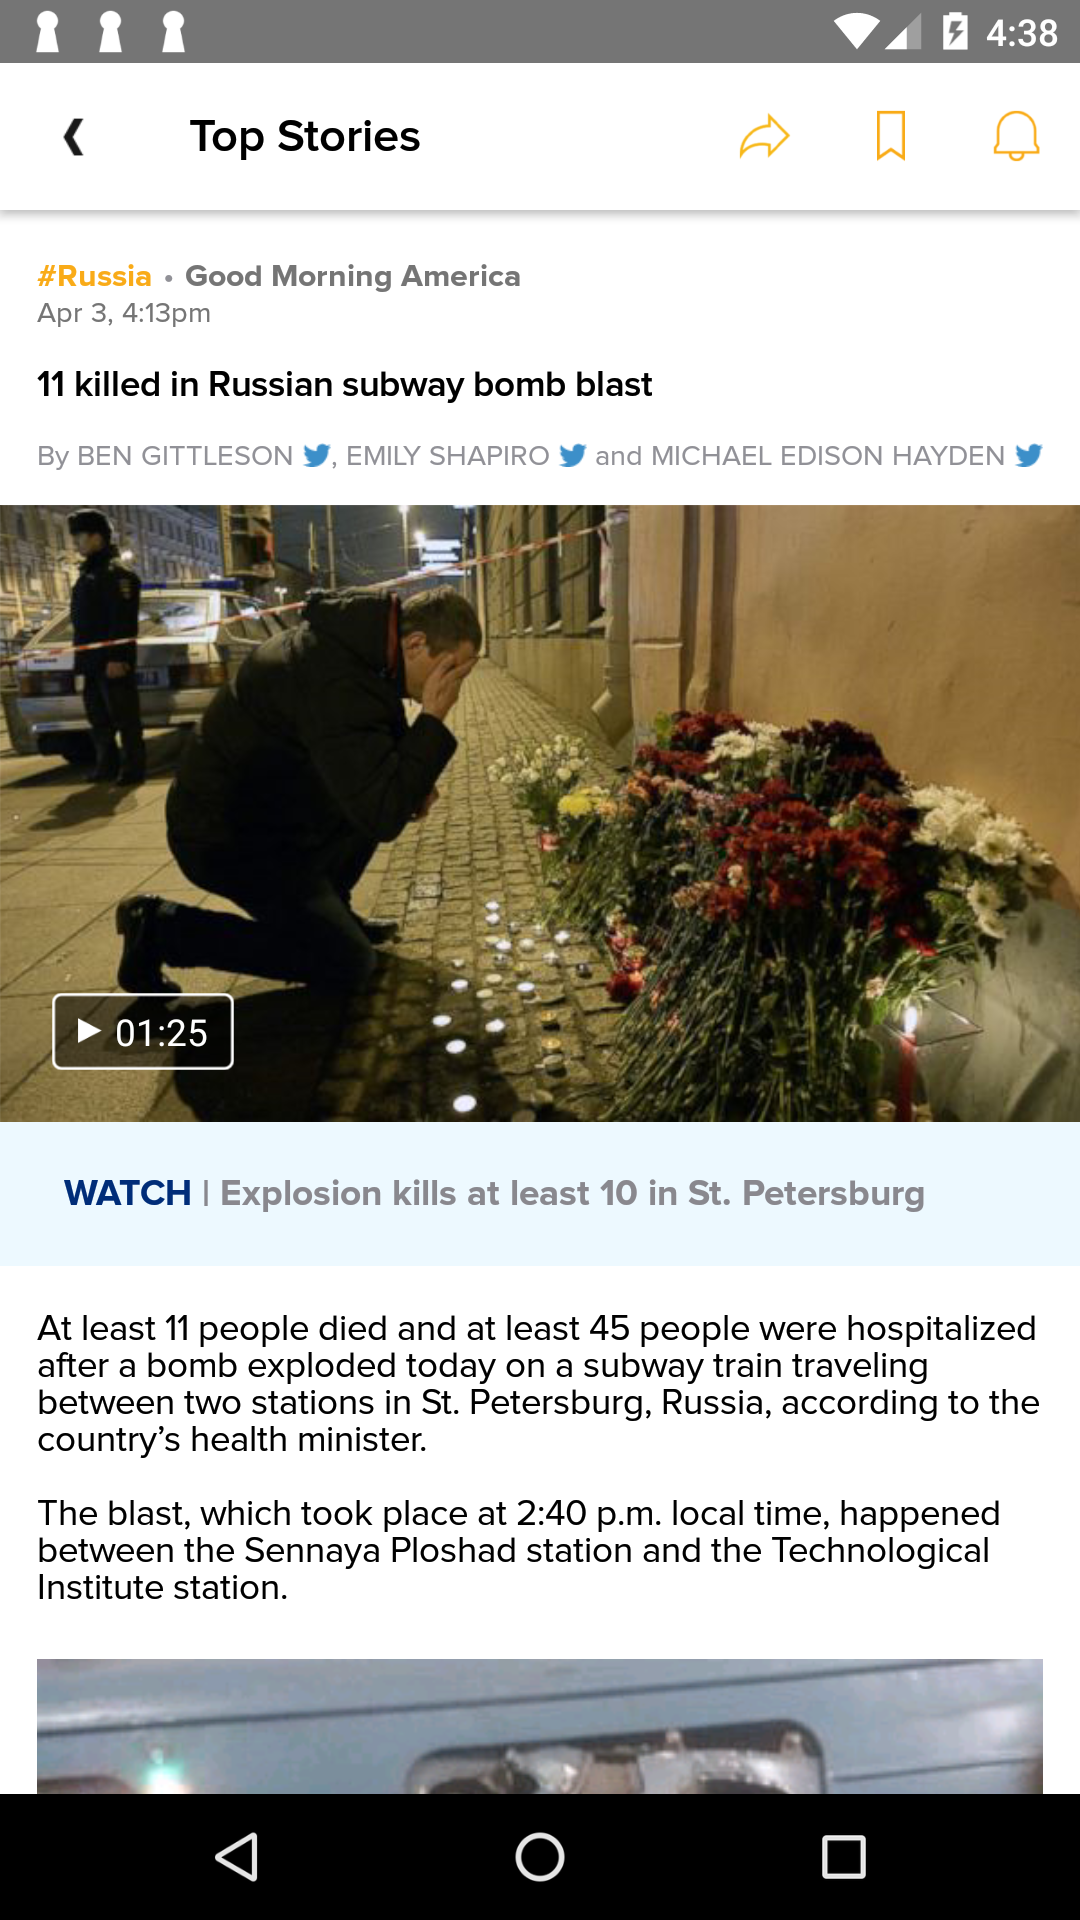 4:38
Top Stories
#Russia • Good Morning America
Apr 3, 4:13pm
11 killed in Russian subway bomb blast
By BEN GITTLESON , EMILY SHAPIRO and MICHAEL EDISON HAYDEN
01:25
WATCH | Explosion kills at least 10 in St. Petersburg
At least 11 people died and at least 45 people were hospitalized
after a bomb exploded today on a subway train traveling
between two stations in St. Petersburg, Russia, according to the
country’s health minister.
The blast, which took place at 2:40 p.m. local time, happened
between the Sennaya Ploshad station and the Technological
Institute station.